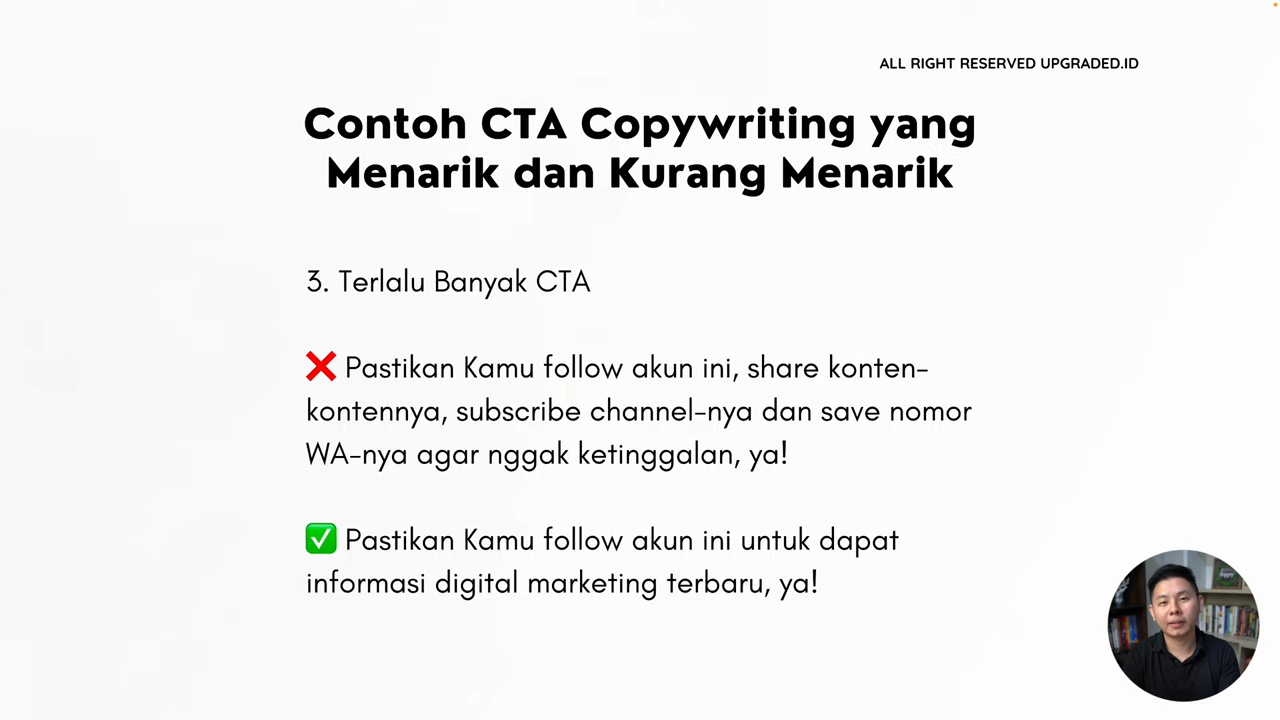 ALL RIGHT RESERVED UPGRADED.ID
Contoh CTA Copywriting yang
Menarik dan Kurang Menarik
3. Terlalu Banyak CTA
❌ Pastikan Kamu follow akun ini, share konten-
kontennya, subscribe channel-nya dan save nomor
WA-nya agar nggak ketinggalan, ya!
✅ Pastikan Kamu follow akun ini untuk dapat
informasi digital marketing terbaru, ya!